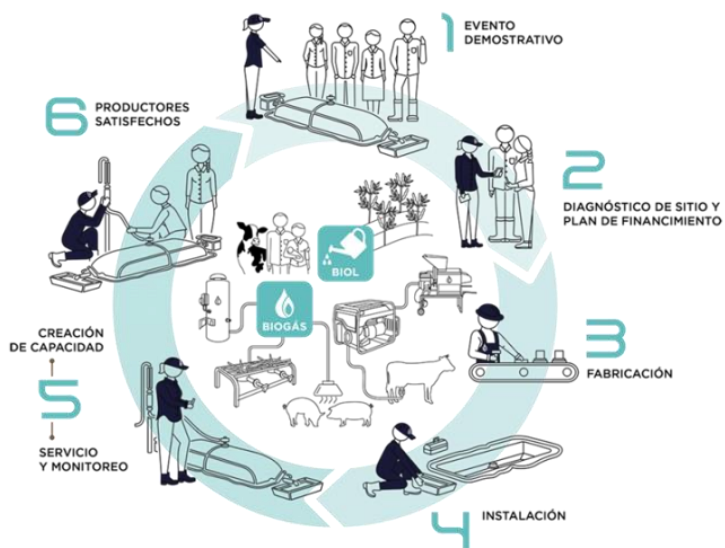 1
EVENTO
DEMOSTRATIVO
2
DIAGNÓSTICO DE SITIO Y
PLAN DE FINANCIMIENTO
3
FABRICACIÓN
4
INSTALACIÓN
5
CREACIÓN
DE CAPACIDAD
SERVICIO
Y MONITOREO
6
PRODUCTORES
SATISFECHOS
BIOL
BIOGÁS